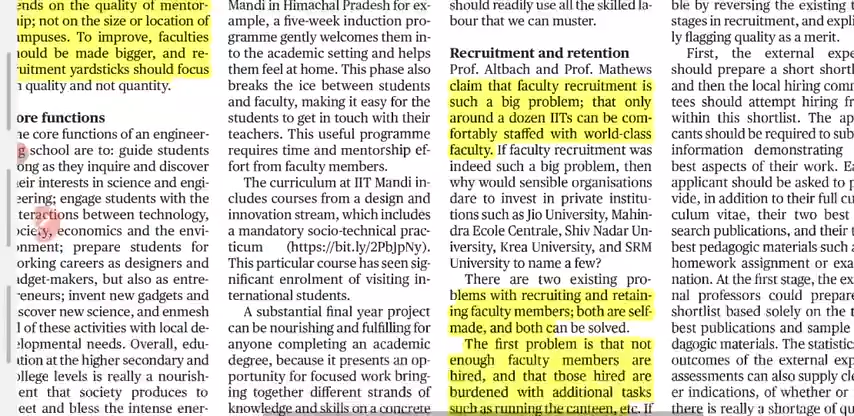 ends on the quality of mentor-
ip; not on the size or location of
mpuses. To improve, faculties
ould be made bigger, and re-
ruitment yardsticks should focus
n quality and not quantity.
ore functions
he core functions of an engineer-
g school are to: guide students
ong as they inquire and discover
eir interests in science and engi-
eering; engage students with the
teractions between technology,
ociety, economics and the envi-
onment; prepare students for
orking careers as designers and
adget-makers, but also as entre-
reneurs; invent new gadgets and
scover new science, and enmesh
l of these activities with local de-
elopmental needs. Overall, edu-
ation at the higher secondary and
ollege levels is really a nourish-
ent that society produces to
eet and bless the intense ener-
Mandi in Himachal Pradesh for ex-
ample, a five-week induction pro-
gramme gently welcomes them in-
to the academic setting and helps
them feel at home. This phase also
breaks the ice between students
and faculty, making it easy for the
students to get in touch with their
teachers. This useful programme
requires time and mentorship ef-
fort from faculty members.
The curriculum at IIT Mandi in-
cludes courses from a design and
innovation stream, which includes
a mandatory socio-technical prac-
ticum (https://bit.ly/2PbJpNy).
This particular course has seen sig-
nificant enrolment of visiting in-
ternational students.
A substantial final year project
can be nourishing and fulfilling for
anyone completing an academic
degree, because it presents an op-
portunity for focused work bring-
ing together different strands of
knowledge and skills on a concrete
should readily use all the skilled la-
bour that we can muster.
Recruitment and retention
Prof. Altbach and Prof. Mathews
claim that faculty recruitment is
such a big problem; that only
around a dozen IITs can be com-
fortably staffed with world-class
faculty. If faculty recruitment was
indeed such a big problem, then
why would sensible organisations
dare to invest in private institu-
tions such as Jio University, Mahin-
dra Ecole Centrale, Shiv Nadar Un-
iversity, Krea University, and SRM
University to name a few?
There are two existing pro-
blems with recruiting and retain-
ing faculty members; both are self-
made, and both can be solved.
The first problem is that not
enough faculty members are
hired, and that those hired are
burdened with additional tasks
such as running the canteen, etc. If
ble by reversing the existing t
stages in recruitment, and expli
ly flagging quality as a merit.
First, the external expe
should prepare a short shortl
and then the local hiring com
tees should attempt hiring fr
within this shortlist. The ap
cants should be required to sub
information demonstrating
best aspects of their work. Ea
applicant should be asked to p
vide, in addition to their full cu
culum vitae, their two best
search publications, and their t
best pedagogic materials such a
homework assignment or exa
nation. At the first stage, the ex
nal professors could prepare
shortlist based solely on the t
best publications and sample
dagogic materials. The statistic
outcomes of the external exp
assessments can also supply cle
er indications, of whether or
there is really a shortage of q